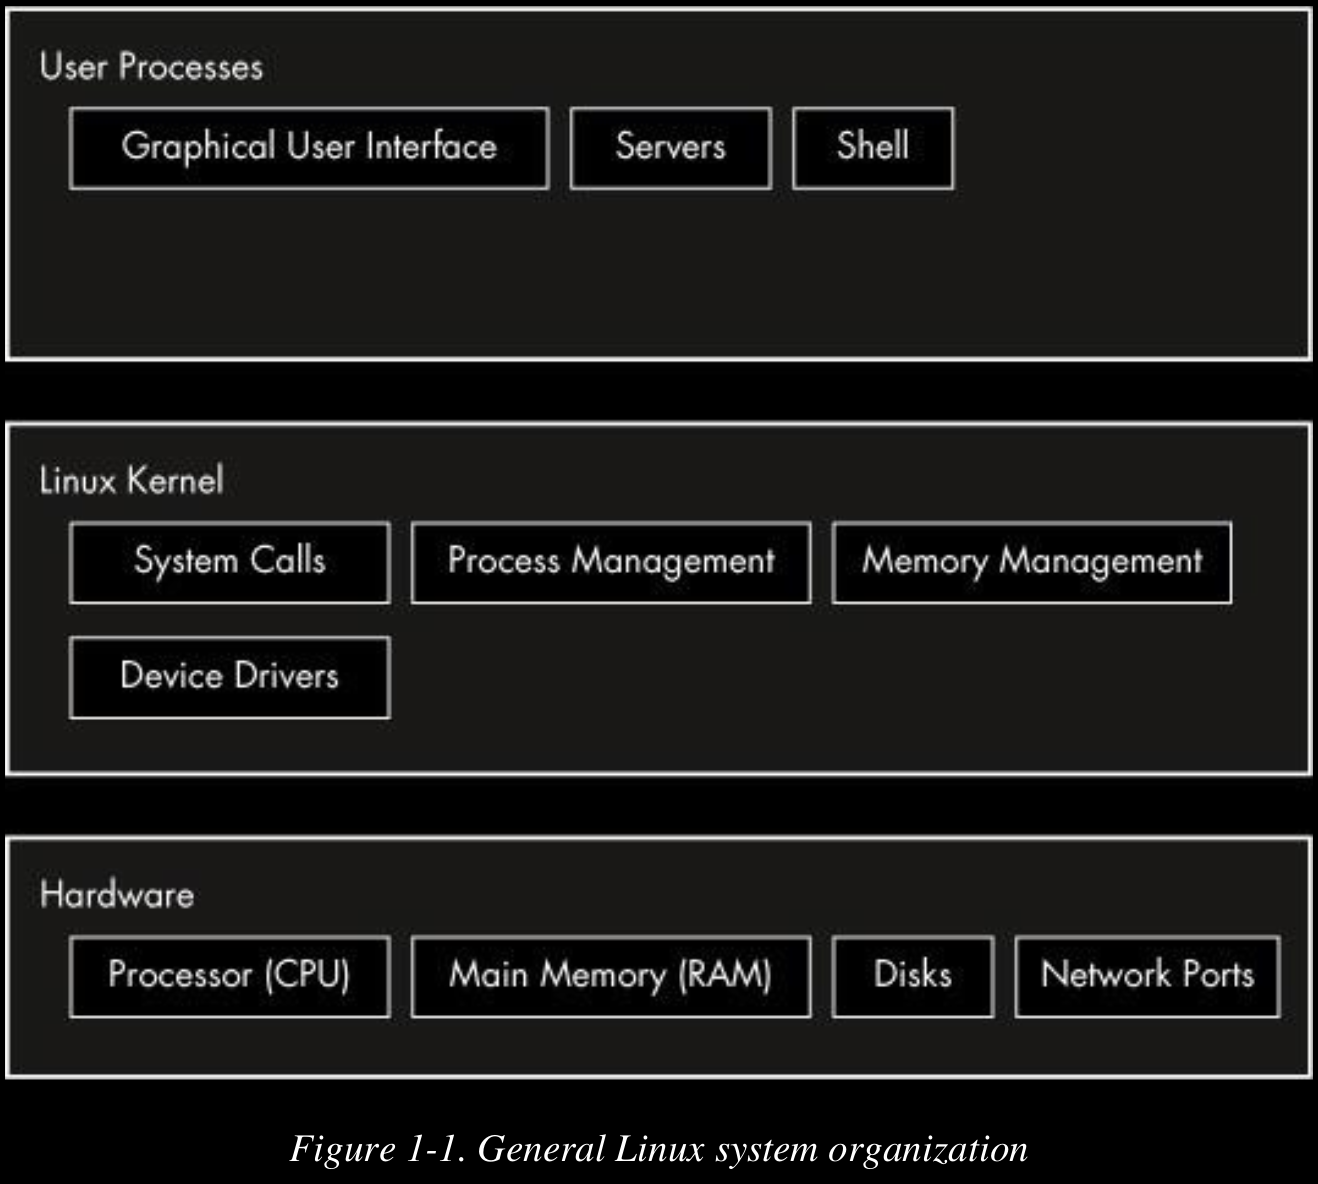 User Processes
Graphical User Interface
Servers
Shell
Linux Kernel
System Calls
Process Management
Memory Management
Device Drivers
Hardware
Processor (CPU)
Main Memory (RAM)
Disks
Network Ports
Figure 1-1. General Linux system organization